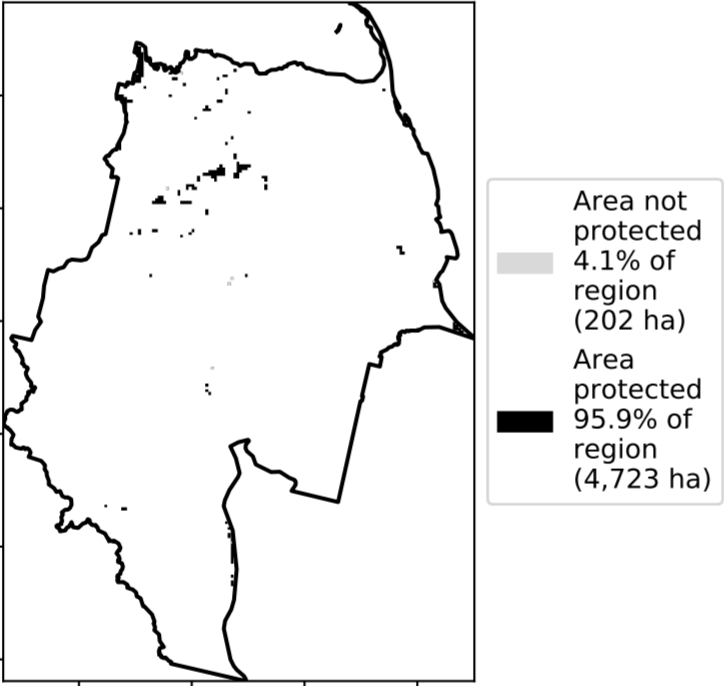 Area not
protected
4.1% of
region
(202 ha)
Area
protected
95.9% of
region
(4,723 ha)